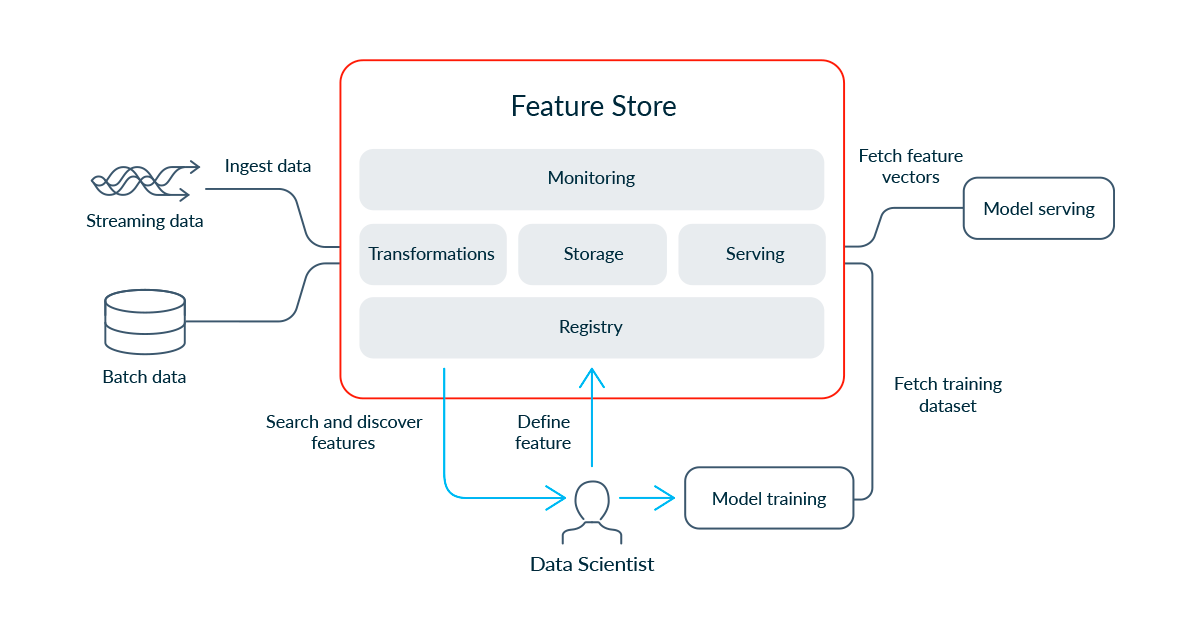 Feature Store
Monitoring
Transformations
Storage
Serving
Registry
Ingest data
Streaming data
Batch data
Fetch feature
vectors
Model serving
Fetch training
dataset
Search and discover
features
Define
feature
Model training
Data Scientist